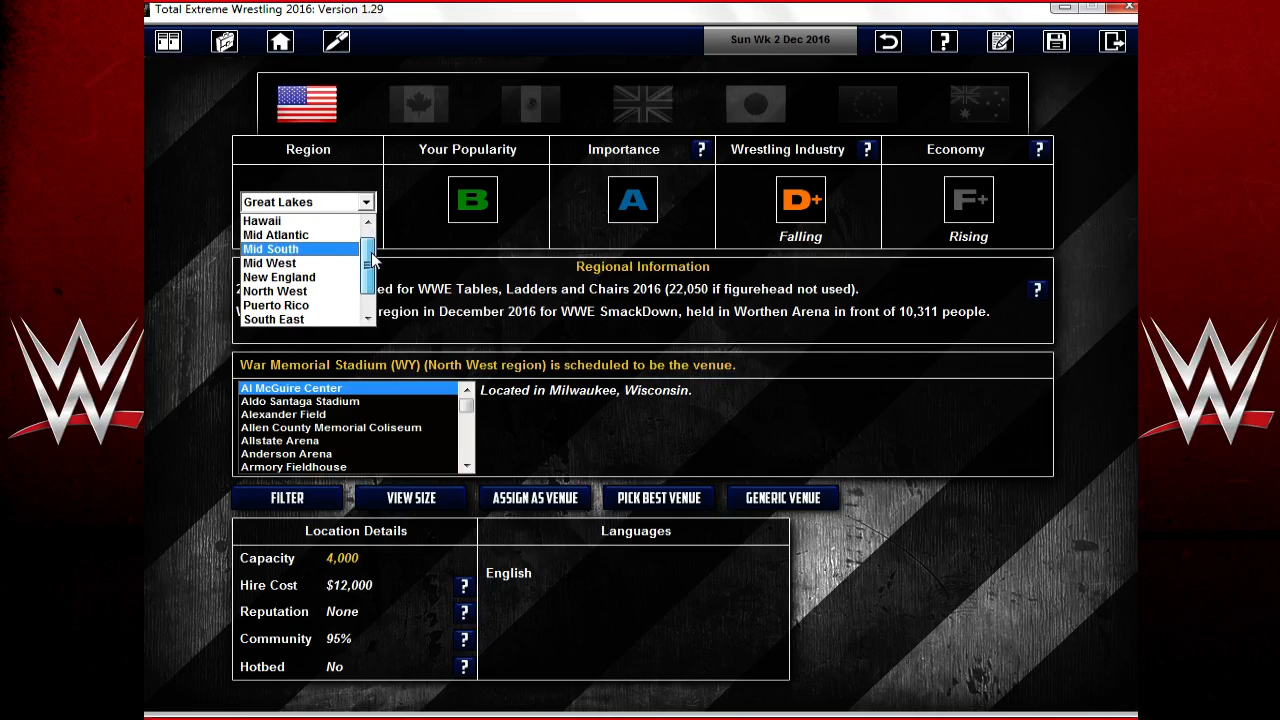 Total Extreme Wrestling 2016: Version 1.29
Sun Wk 2 Dec 2016
?
Region
Your Popularity
Importance ?
Wrestling Industry ?
Economy ?
Great Lakes
B
A
D+
F+
Falling
Rising
Hawaii
Mid Atlantic
Mid South
Mid West
New England
North West
Puerto Rico
South East
Regional Information
ed for WWE Tables, Ladders and Chairs 2016 (22,050 if figurehead not used).
?
region in December 2016 for WWE SmackDown, held in Worthen Arena in front of 10,311 people.
War Memorial Stadium (WY) (North West region) is scheduled to be the venue.
Al McGuire Center
Aldo Santaga Stadium
Alexander Field
Allen County Memorial Coliseum
Allstate Arena
Anderson Arena
Armory Fieldhouse
Located in Milwaukee, Wisconsin.
FILTER
VIEW SIZE
ASSIGN AS VENUE
PICK BEST VENUE
GENERIC VENUE
Location Details
Capacity 4,000
Hire Cost $12,000 ?
Reputation None ?
Community 95% ?
Hotbed No ?
Languages
English